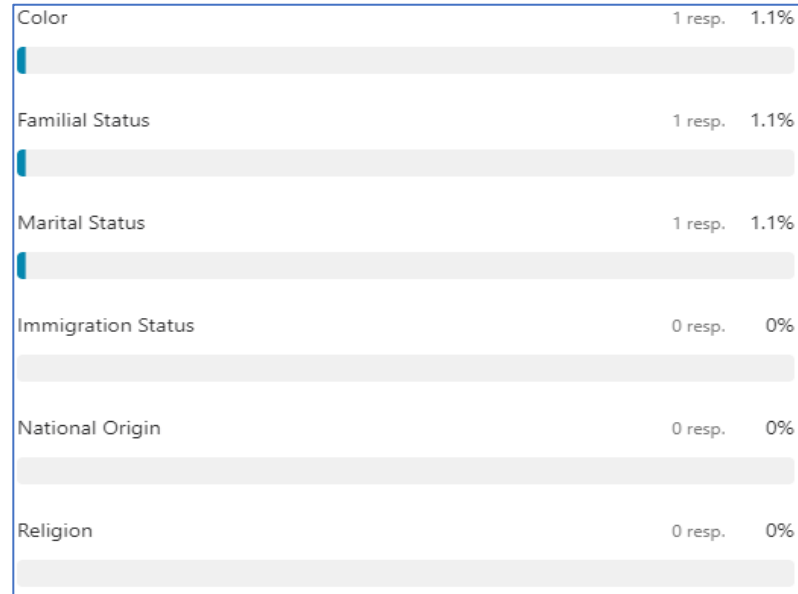 Color 1 resp. 1.1%
Familial Status 1 resp. 1.1%
Marital Status 1 resp. 1.1%
Immigration Status 0 resp. 0%
National Origin 0 resp. 0%
Religion 0 resp. 0%